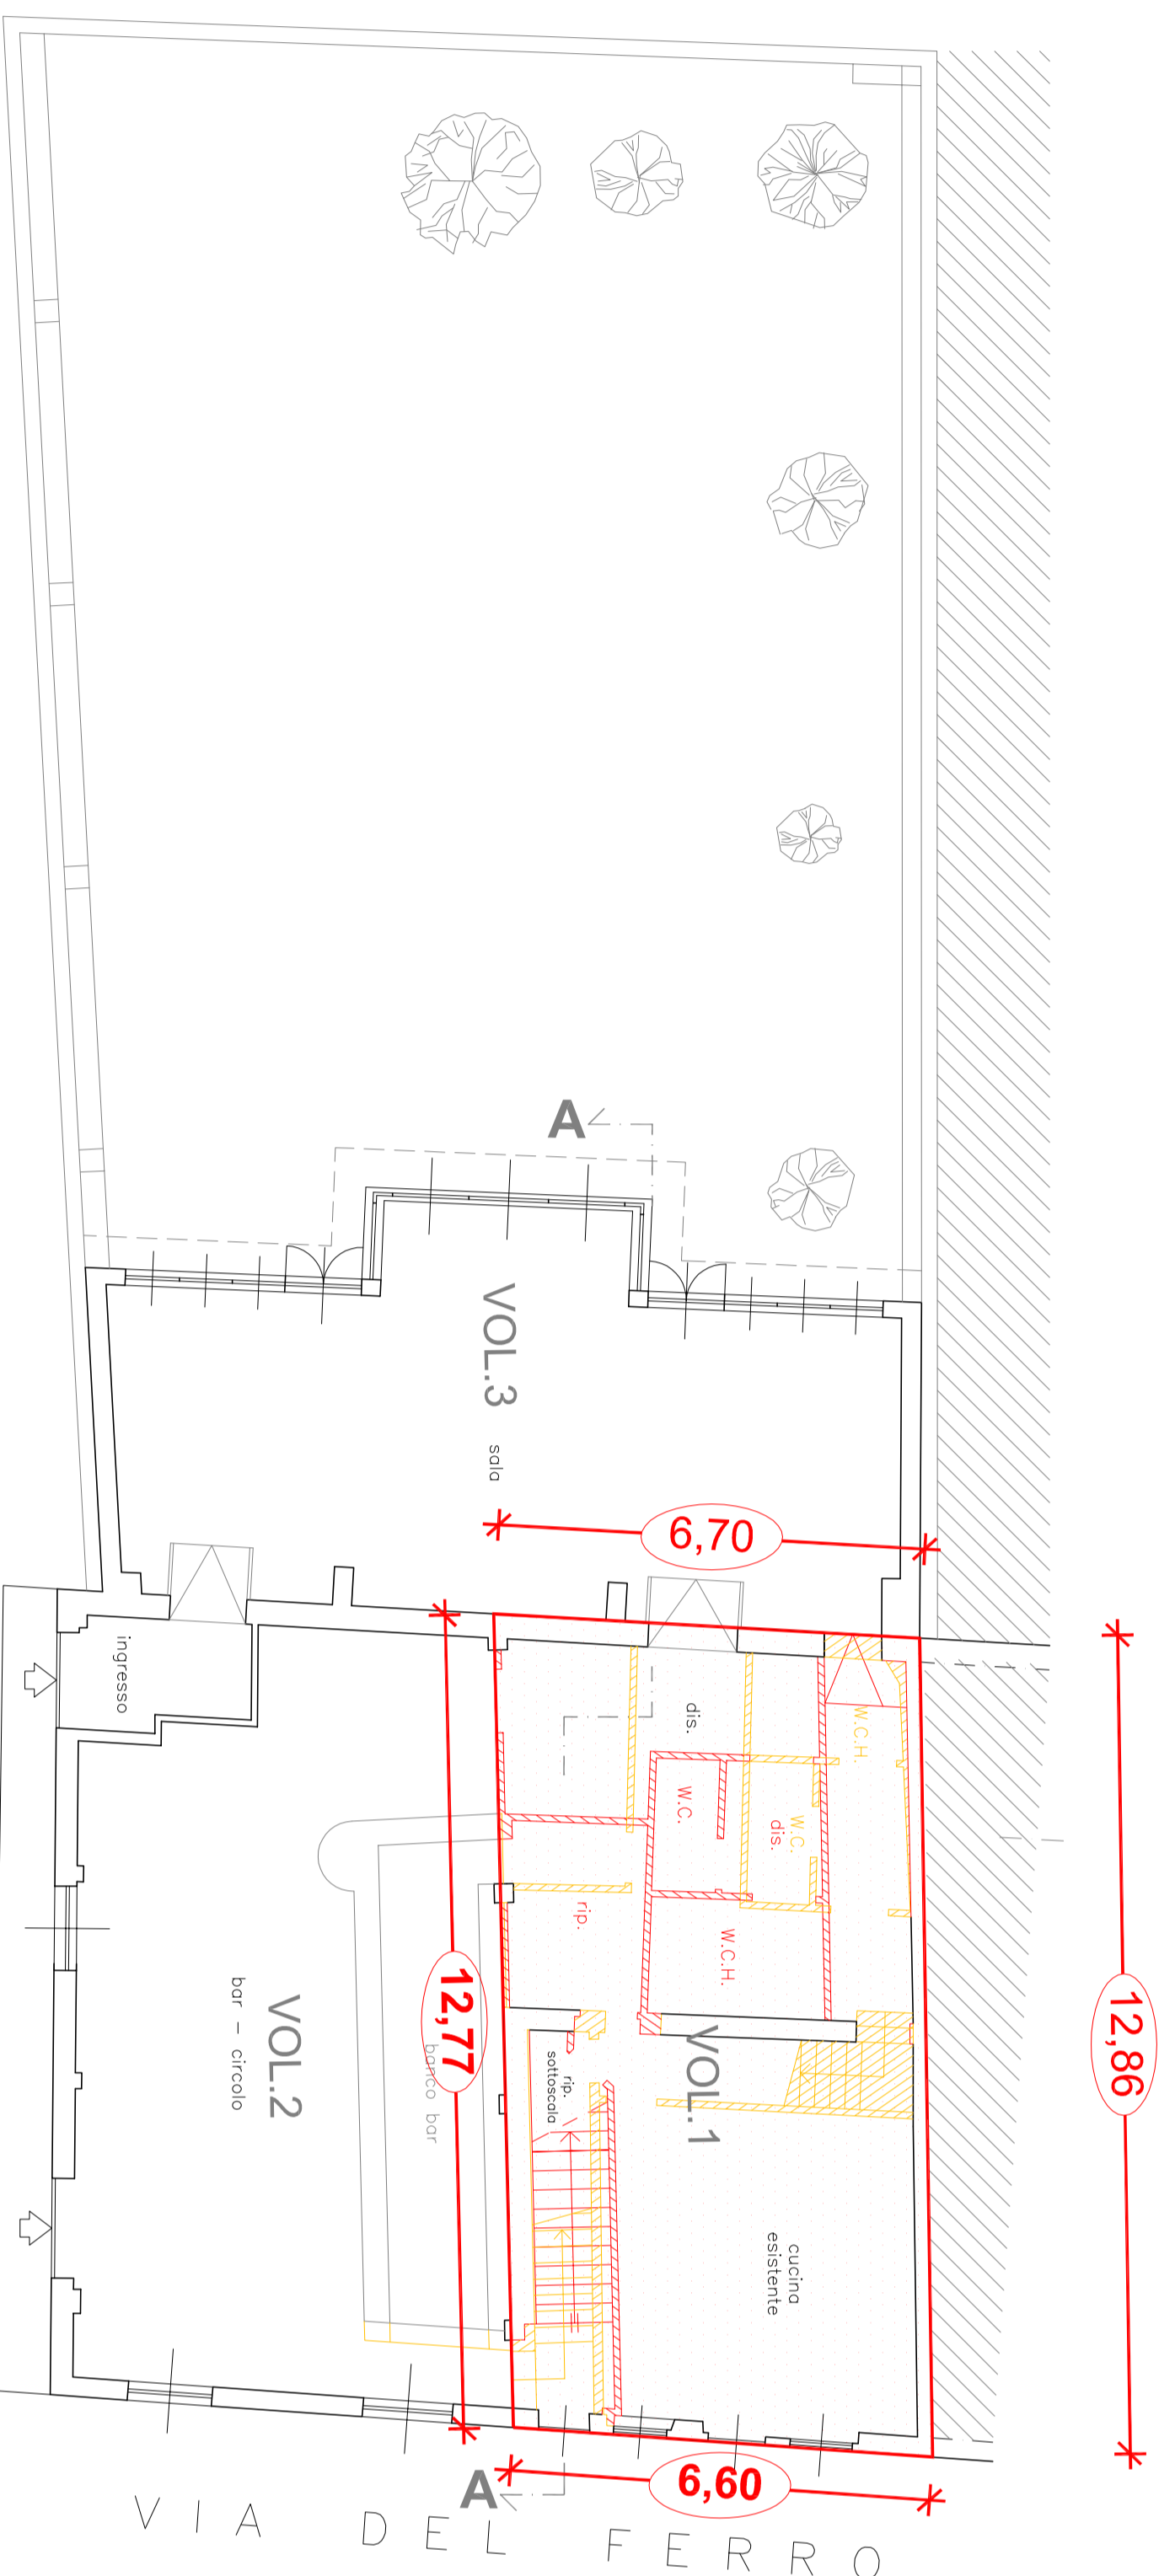 A
VOL.3
sala
6,70
ingresso
dis.
W.C.H.
W.C.
W.C.
dis.
rip.
W.C.H.
12,86
12,77
VOL.2
bar – circolo
banco bar
VOL.1
rip.
sottoscala
cucina
esistente
6,60
A
VIA DEL FERRO